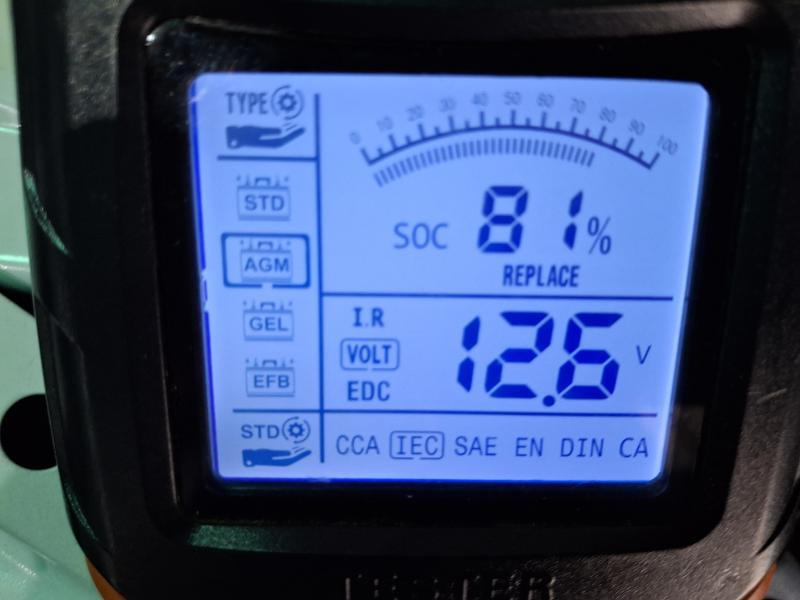 TYPE
STD
AGM
GEL
EFB
STD
0 10 20 30 40 50 60 70 80 90 100
SOC 81%
REPLACE
I.R
VOLT
EDC
12.6 V
CCA IEC SAE EN DIN CA
TESTER